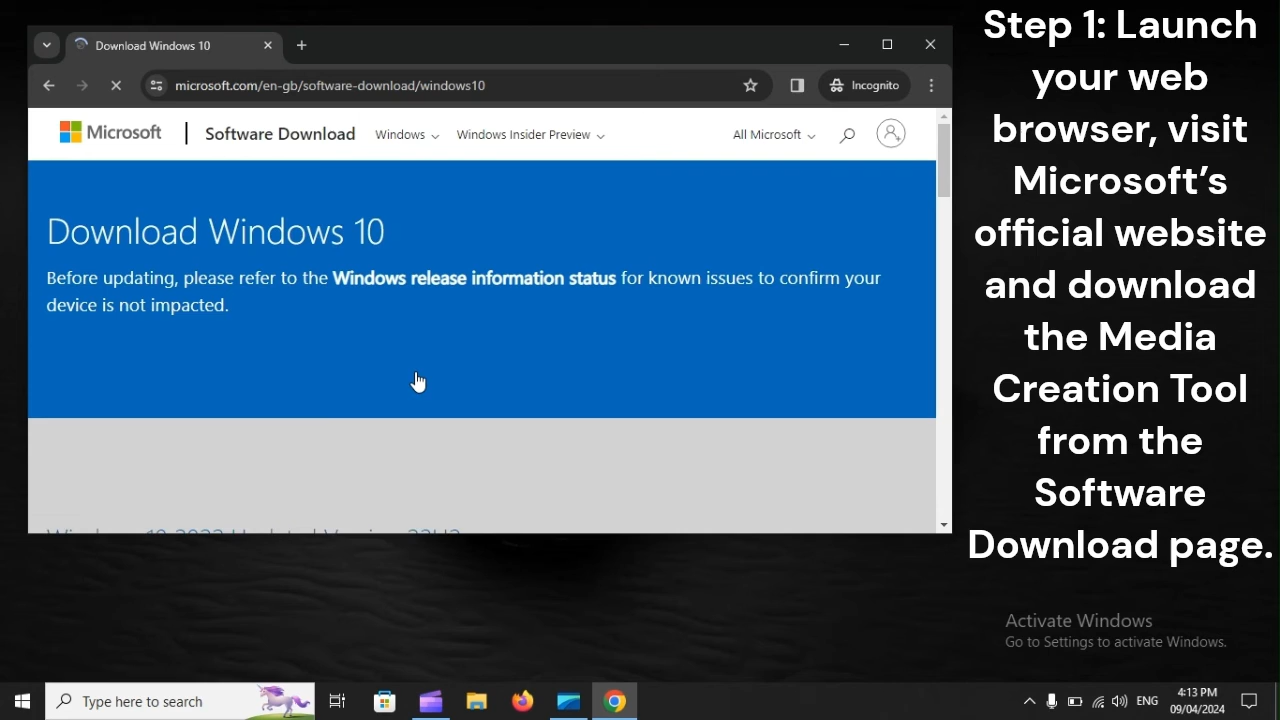 Download Windows 10
microsoft.com/en-gb/software-download/windows10
Incognito
Microsoft
Software Download
Windows
Windows Insider Preview
All Microsoft
Download Windows 10
Before updating, please refer to the Windows release information status for known issues to confirm your
device is not impacted.
Step 1: Launch
your web
browser, visit
Microsoft’s
official website
and download
the Media
Creation Tool
from the
Software
Download page.
Activate Windows
Go to Settings to activate Windows.
Type here to search
ENG
4:13 PM
09/04/2024